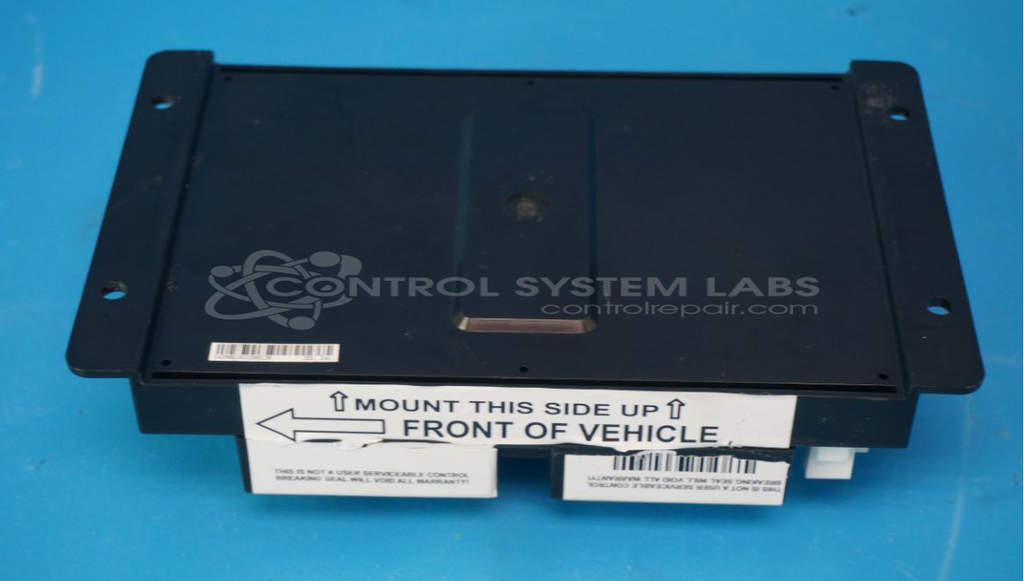 CONTROL SYSTEM LABS
controlrepair.com
MOUNT THIS SIDE UP
FRONT OF VEHICLE
THIS IS NOT A USER SERVICEABLE CONTROL
BREAKING SEAL WILL VOID ALL WARRANTY!
THIS IS NOT A USER SERVICEABLE CONTROL
BREAKING SEAL WILL VOID ALL WARRANTY!